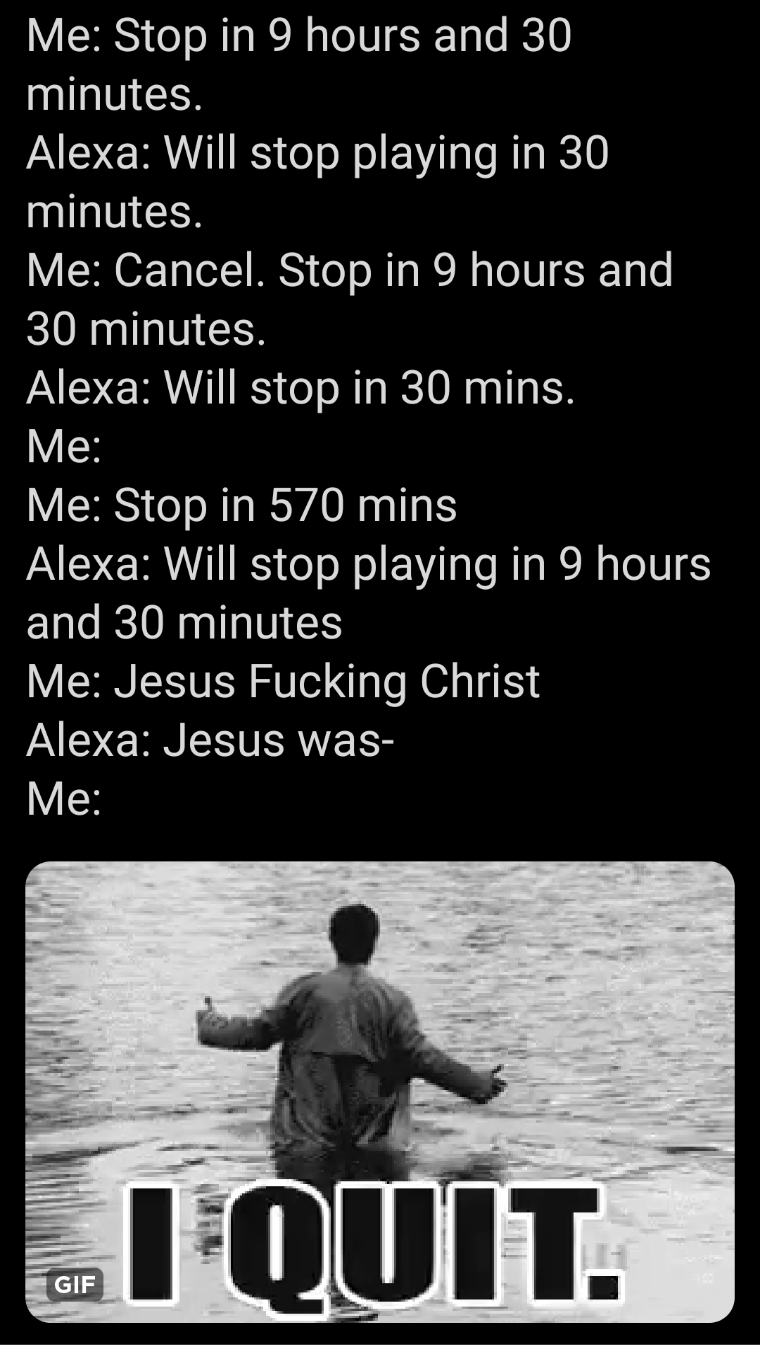 Me: Stop in 9 hours and 30
minutes.
Alexa: Will stop playing in 30
minutes.
Me: Cancel. Stop in 9 hours and
30 minutes.
Alexa: Will stop in 30 mins.
Me:
Me: Stop in 570 mins
Alexa: Will stop playing in 9 hours
and 30 minutes
Me: Jesus Fucking Christ
Alexa: Jesus was-
Me:
I QUIT.
GIF